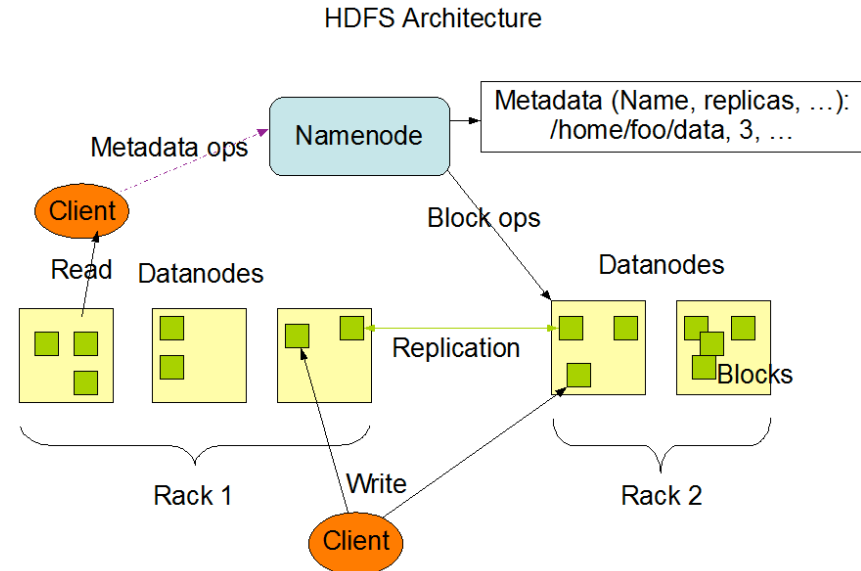 HDFS Architecture
Metadata (Name, replicas, …):
/home/foo/data, 3, …
Namenode
Metadata ops
Client
Block ops
Read
Datanodes
Datanodes
Replication
Blocks
Rack 1
Write
Rack 2
Client